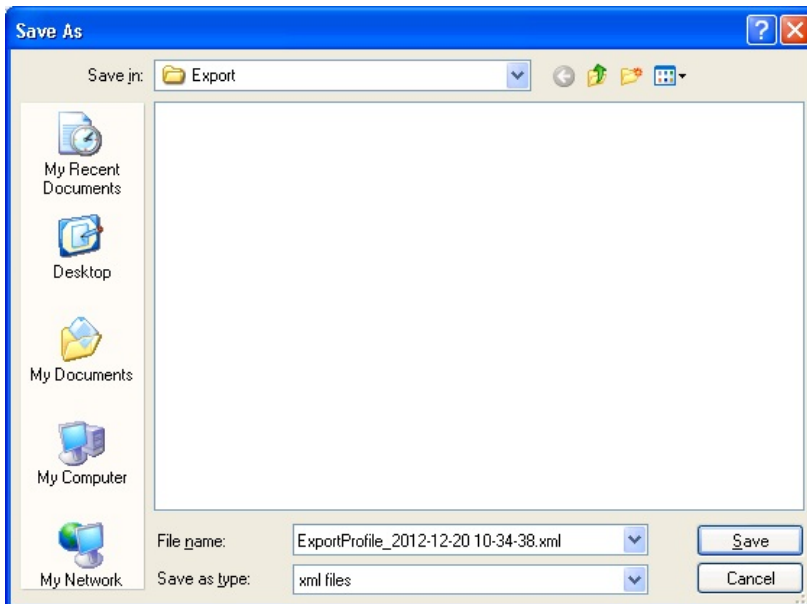 Save As
Save in: Export
My Recent
Documents
Desktop
My Documents
My Computer
My Network
File name: ExportProfile_2012-12-20 10-34-38.xml Save
Save as type: xml files Cancel